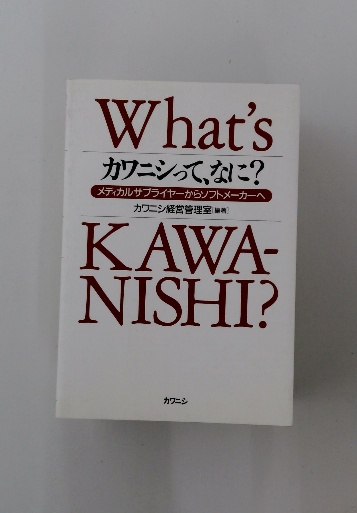 What's
カワニシって、なに?
メディカルサプライヤーからソフトメーカーへ
カワニシ経営管理室[編著]
KAWA-
NISHI?
カワニシ